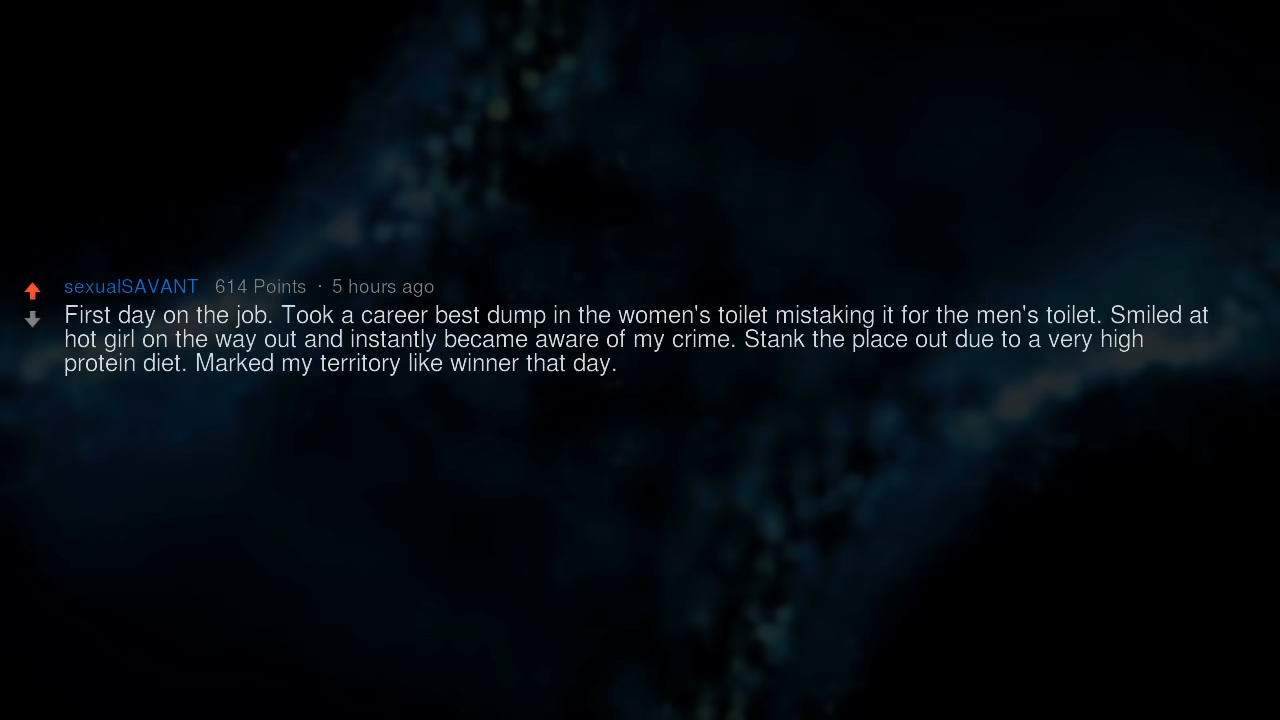 sexualSAVANT 614 Points · 5 hours ago
First day on the job. Took a career best dump in the women's toilet mistaking it for the men's toilet. Smiled at
hot girl on the way out and instantly became aware of my crime. Stank the place out due to a very high
protein diet. Marked my territory like winner that day.